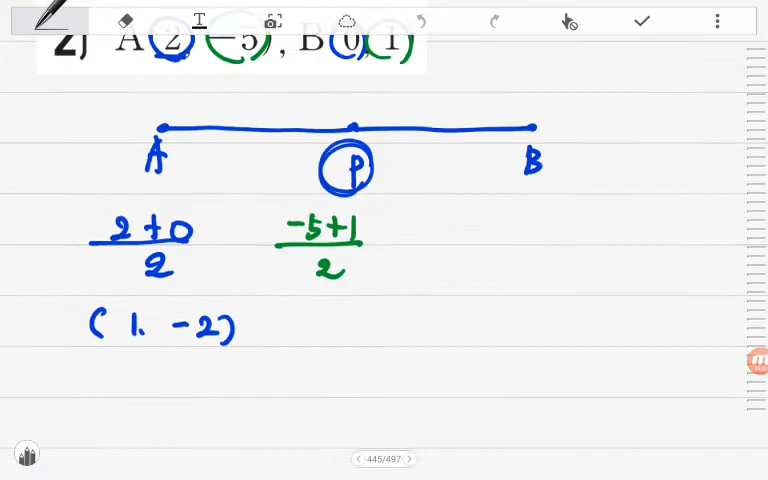 T
2) A(2, -5), B(0, 1)
A P B
2+0 -5+1
2 2
(1. -2)
445/497